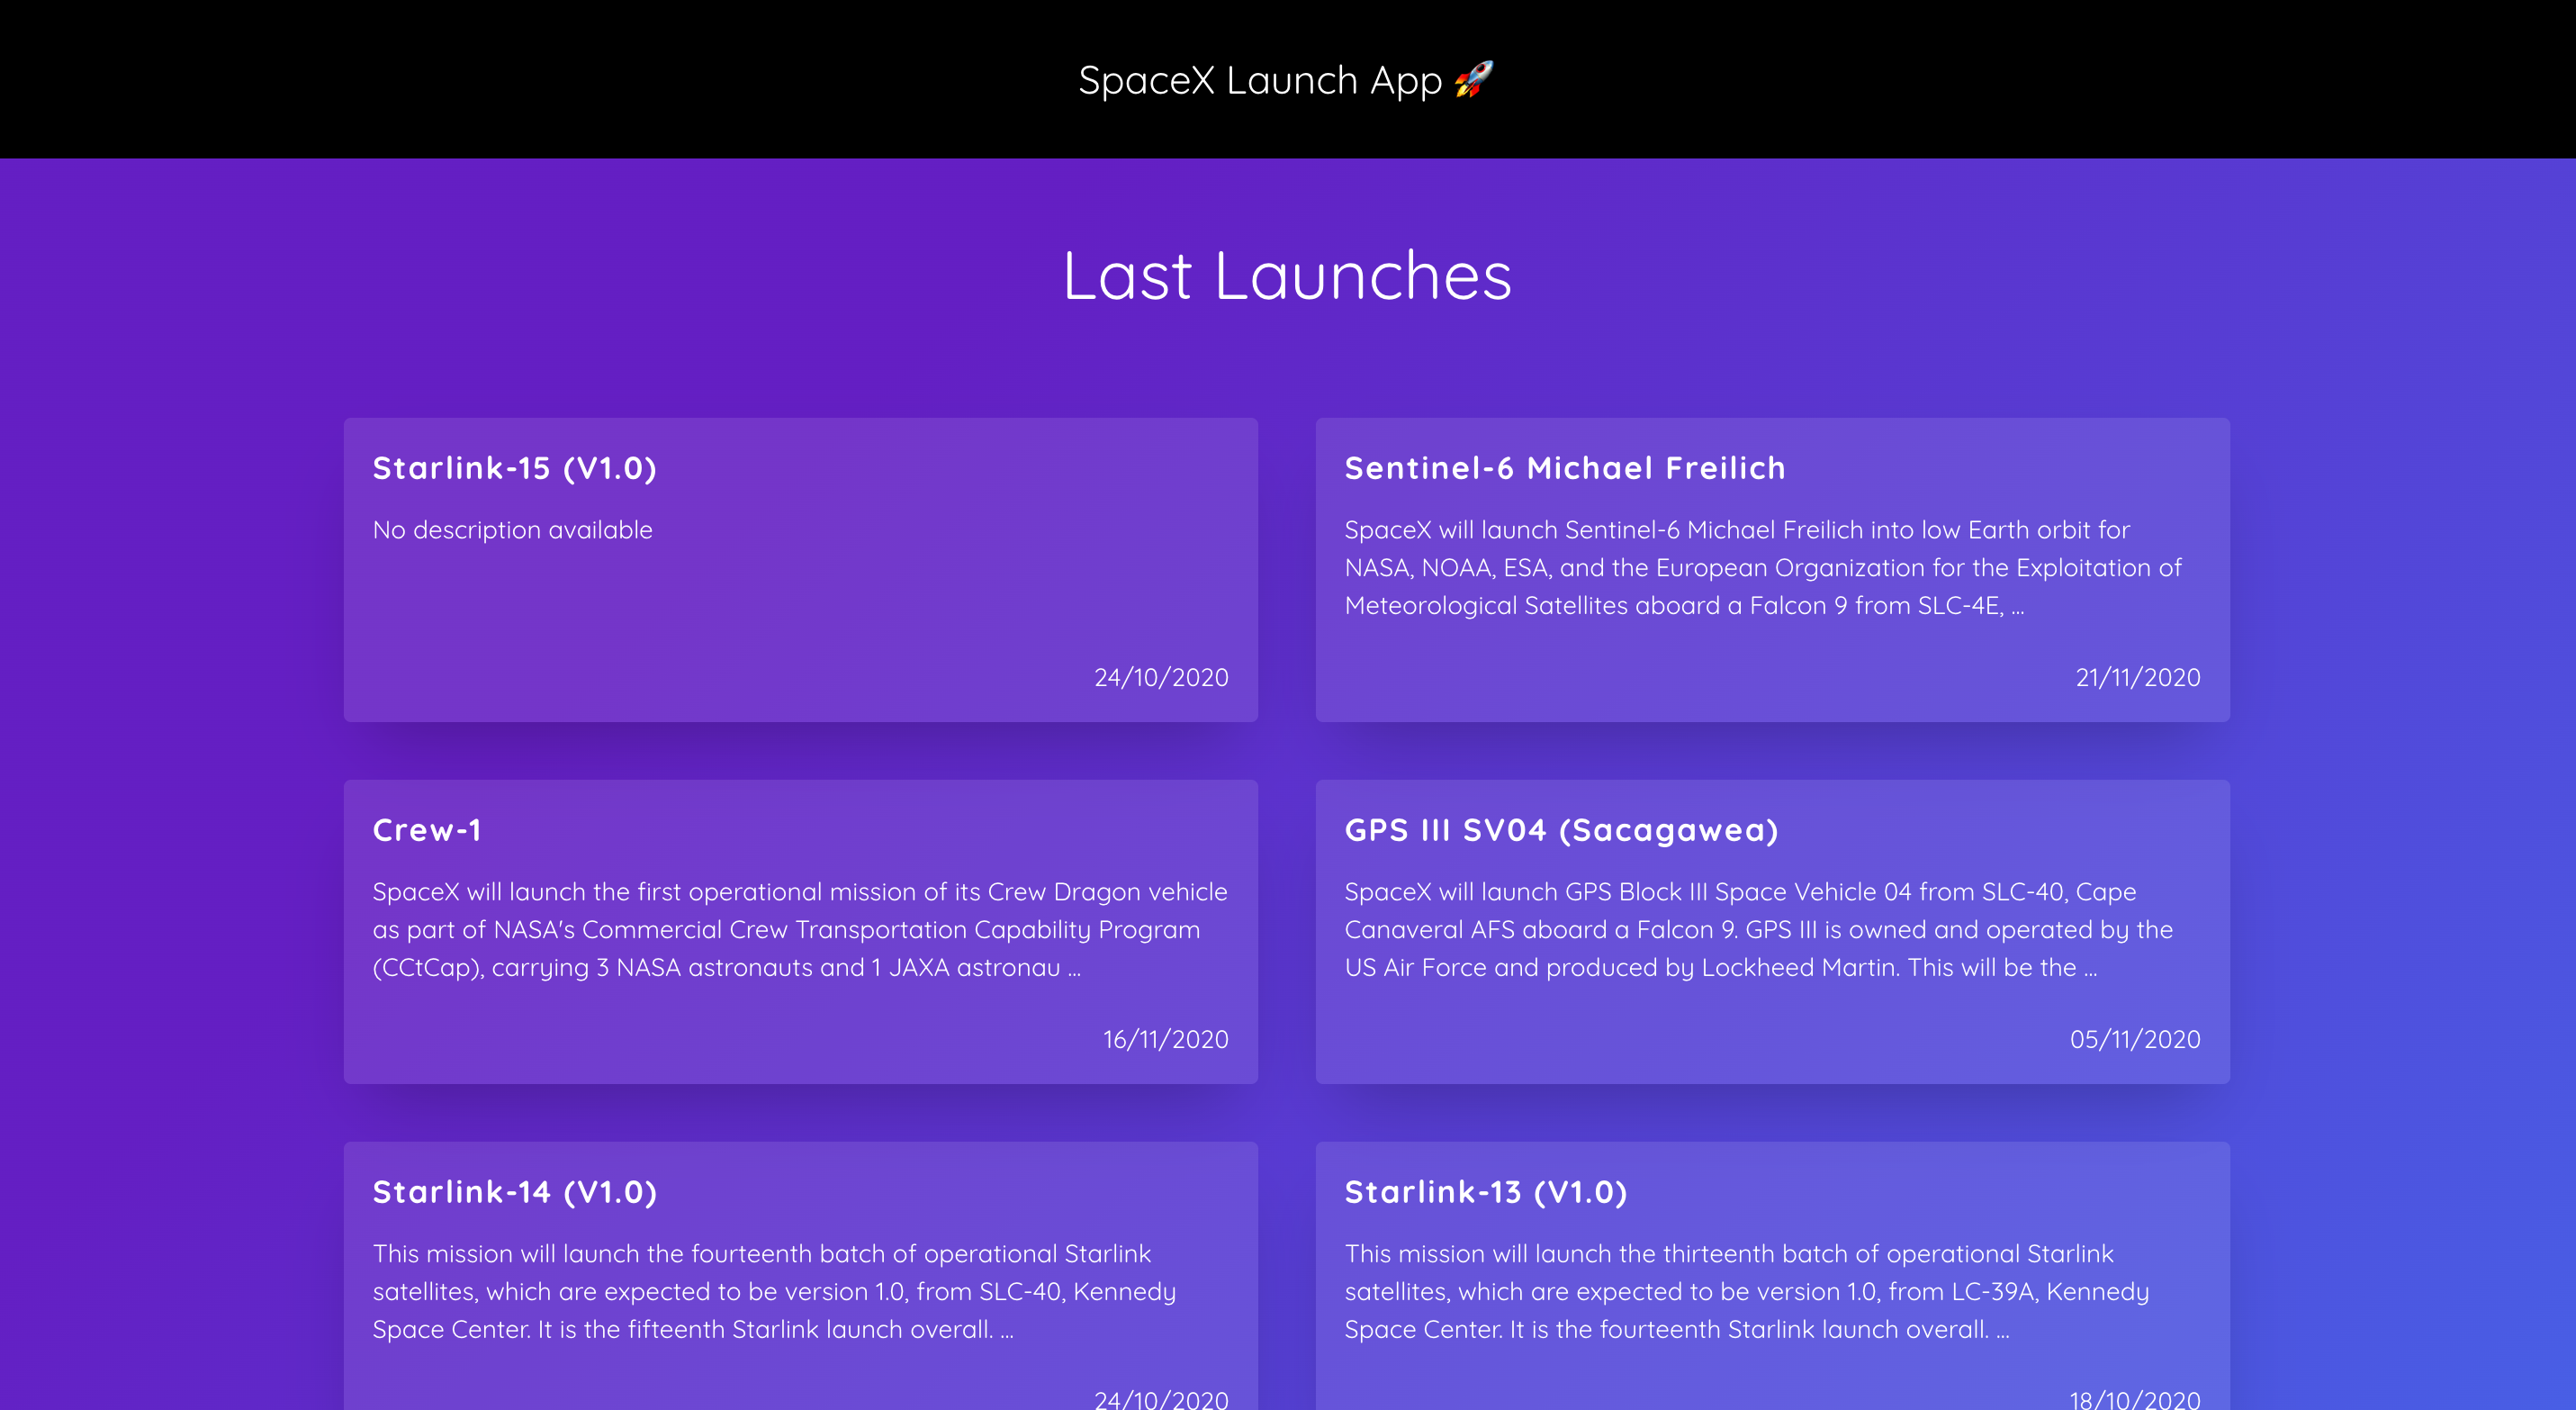 SpaceX Launch App 🚀
Last Launches
Starlink-15 (V1.0)
No description available
24/10/2020
Sentinel-6 Michael Freilich
SpaceX will launch Sentinel-6 Michael Freilich into low Earth orbit for
NASA, NOAA, ESA, and the European Organization for the Exploitation of
Meteorological Satellites aboard a Falcon 9 from SLC-4E, ...
21/11/2020
Crew-1
SpaceX will launch the first operational mission of its Crew Dragon vehicle
as part of NASA's Commercial Crew Transportation Capability Program
(CCtCap), carrying 3 NASA astronauts and 1 JAXA astronau ...
16/11/2020
GPS III SV04 (Sacagawea)
SpaceX will launch GPS Block III Space Vehicle 04 from SLC-40, Cape
Canaveral AFS aboard a Falcon 9. GPS III is owned and operated by the
US Air Force and produced by Lockheed Martin. This will be the ...
05/11/2020
Starlink-14 (V1.0)
This mission will launch the fourteenth batch of operational Starlink
satellites, which are expected to be version 1.0, from SLC-40, Kennedy
Space Center. It is the fifteenth Starlink launch overall. ...
24/10/2020
Starlink-13 (V1.0)
This mission will launch the thirteenth batch of operational Starlink
satellites, which are expected to be version 1.0, from LC-39A, Kennedy
Space Center. It is the fourteenth Starlink launch overall. ...
18/10/2020